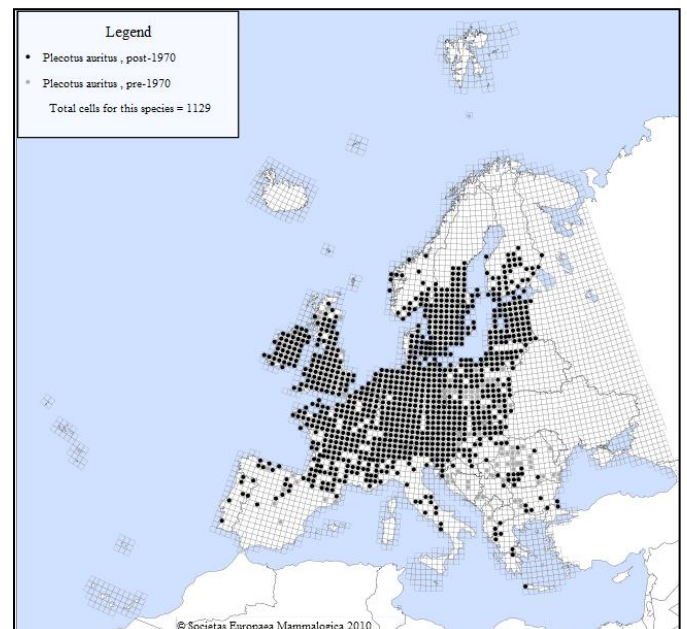 Legend
Plecotus auritus , post-1970
Plecotus auritus , pre-1970
Total cells for this species = 1129
© Societas Europaea Mammalogica 2010